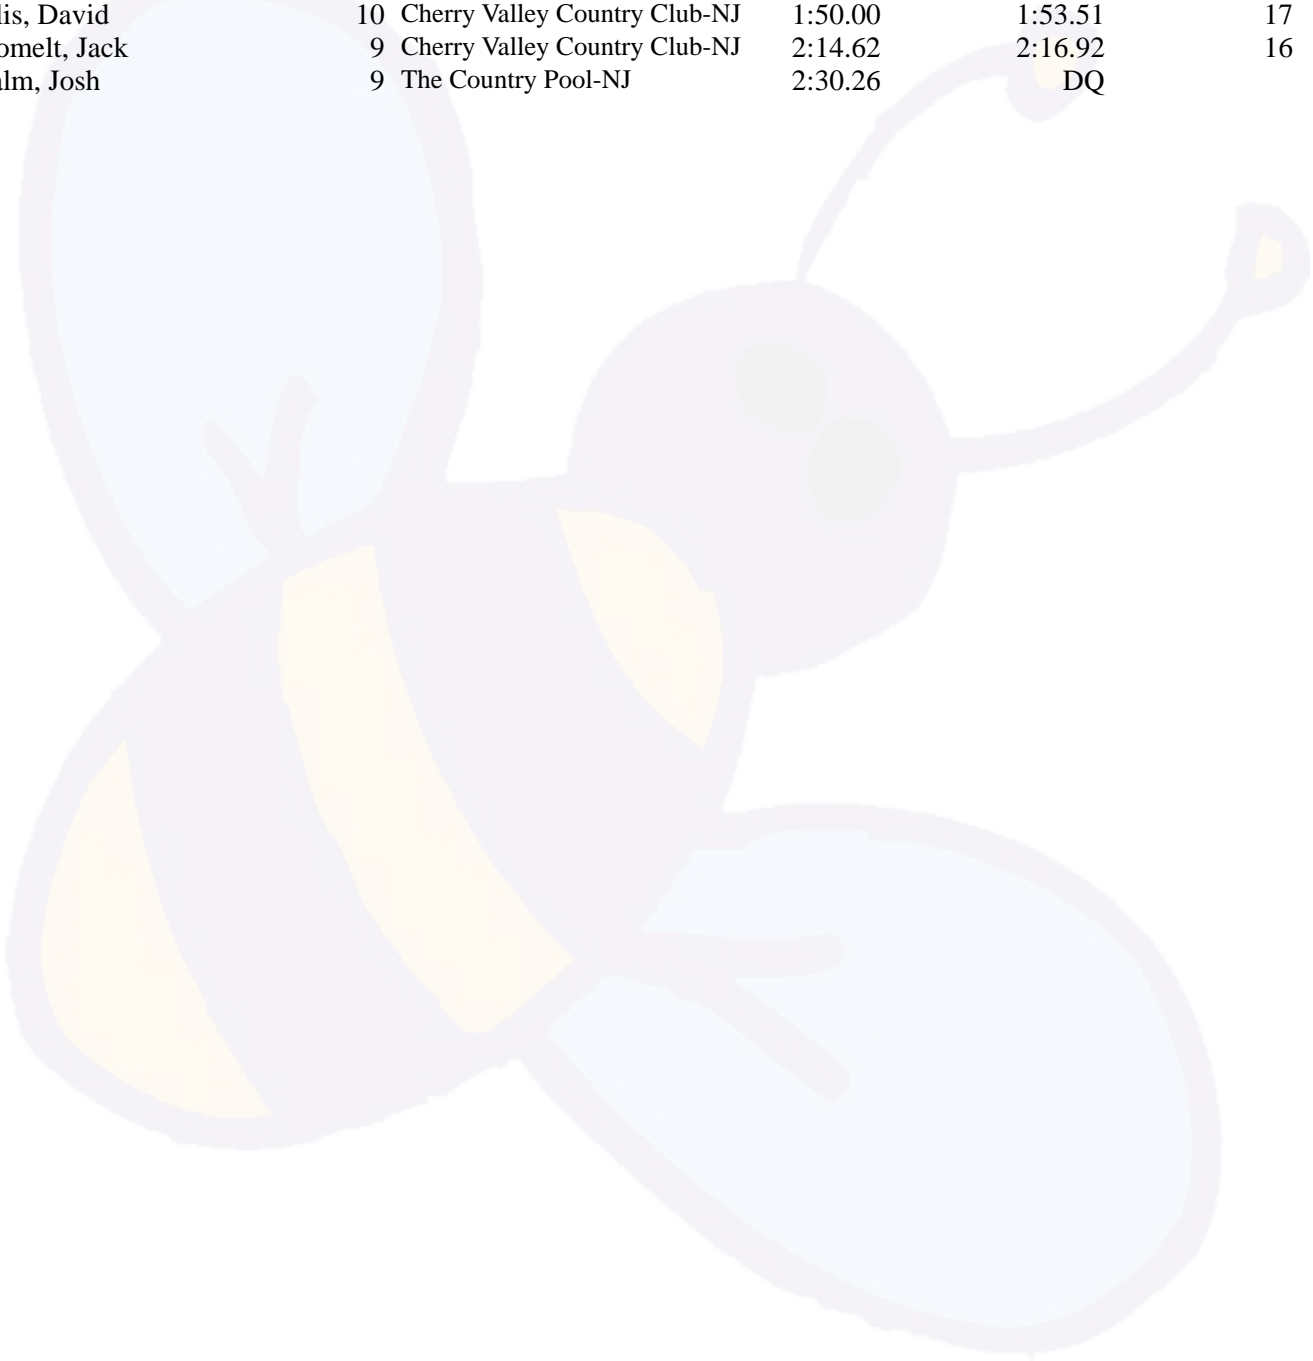 lis, David 10 Cherry Valley Country Club-NJ 1:50.00 1:53.51 17
omelt, Jack 9 Cherry Valley Country Club-NJ 2:14.62 2:16.92 16
alm, Josh 9 The Country Pool-NJ 2:30.26 DQ